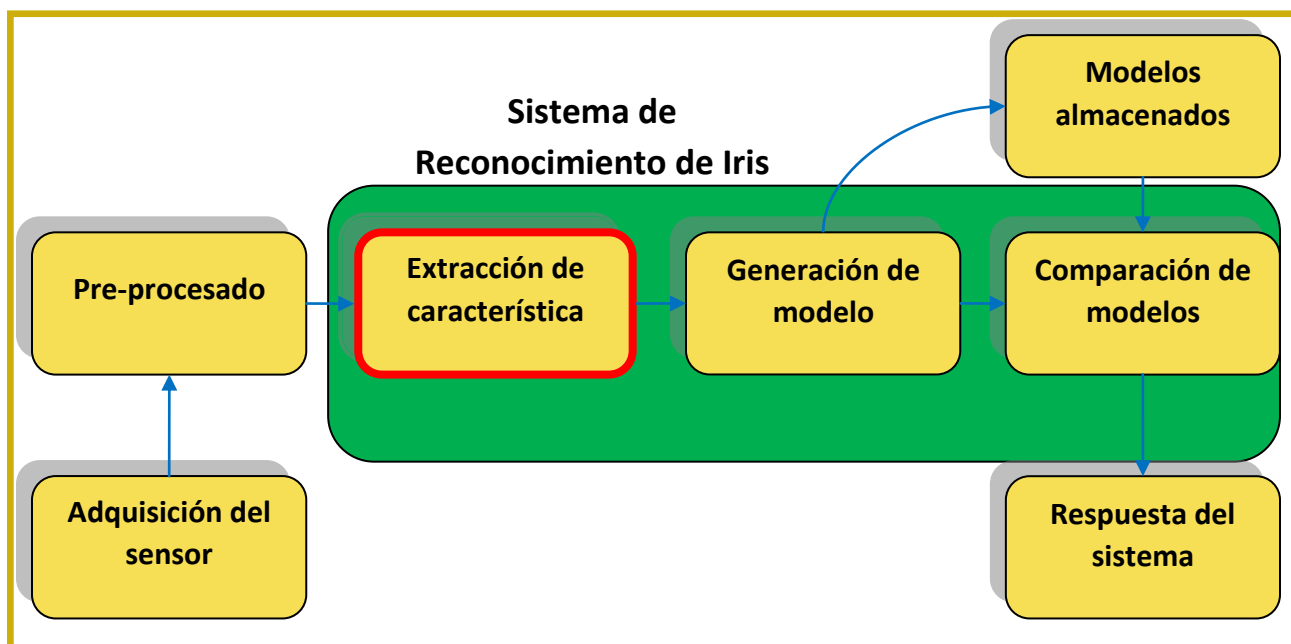 Sistema de
Reconocimiento de Iris
Modelos
almacenados
Pre-procesado
Extracción de
característica
Generación de
modelo
Comparación de
modelos
Adquisición del
sensor
Respuesta del
sistema